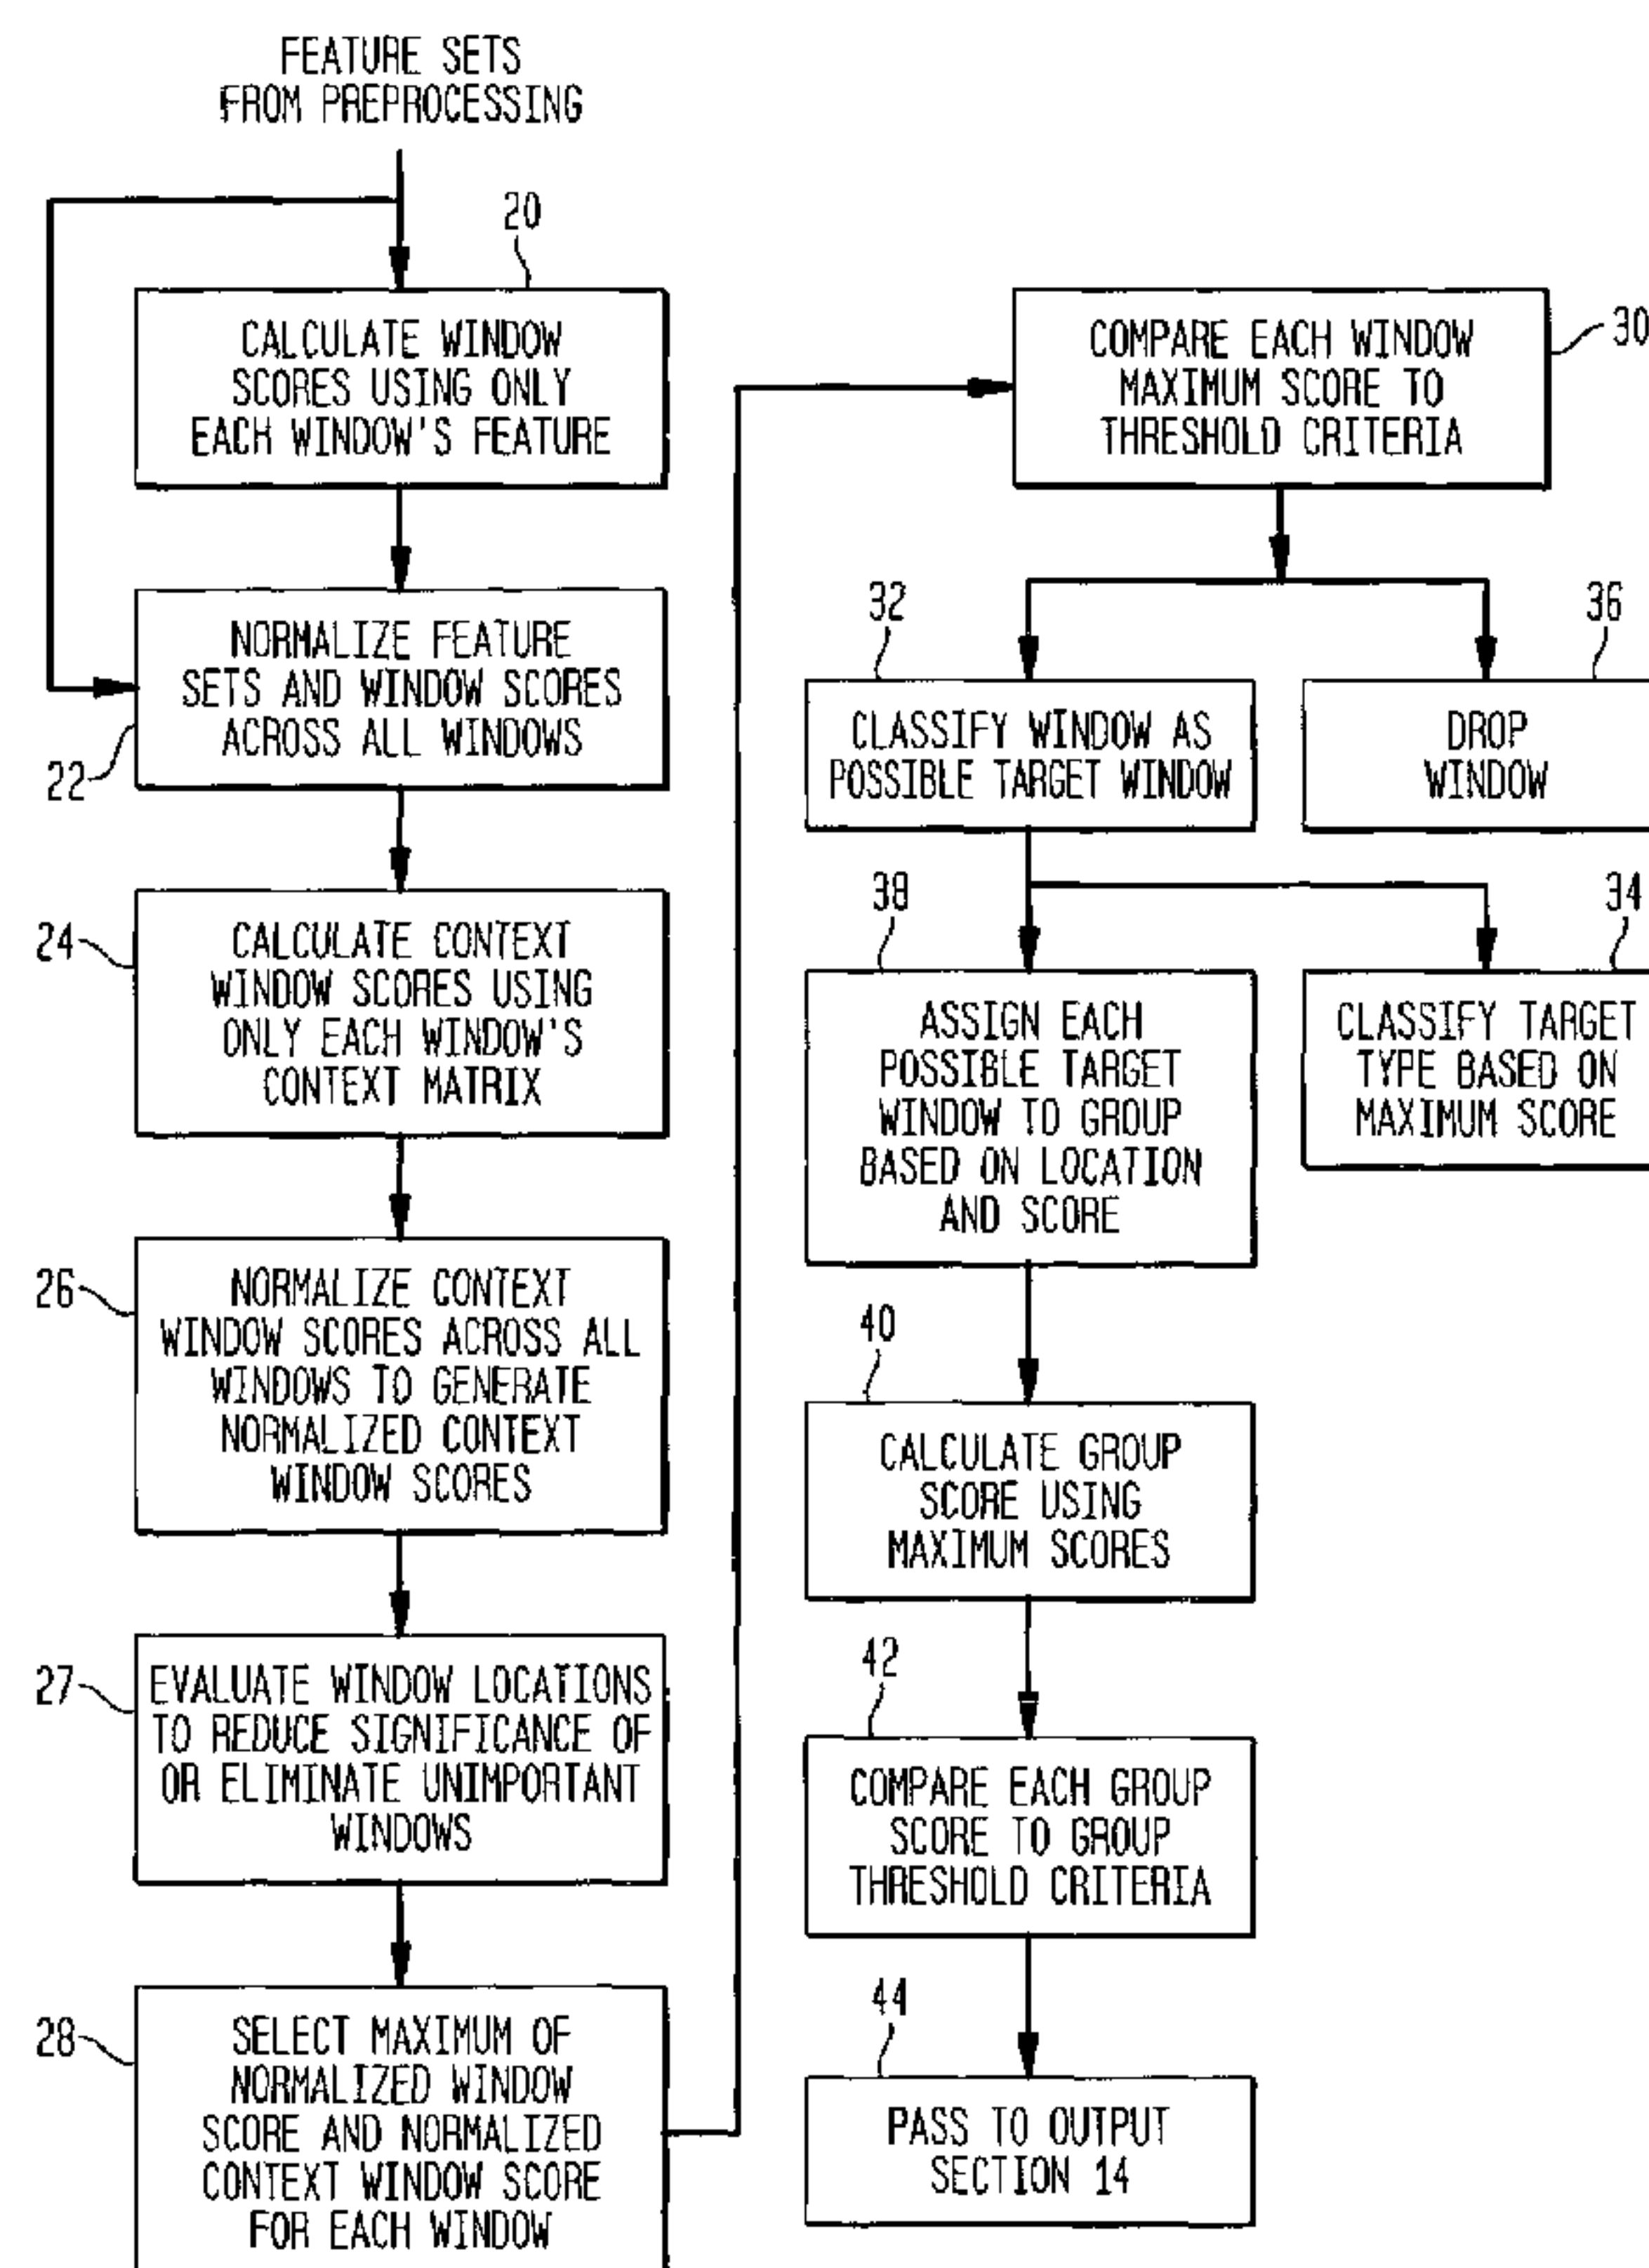 FEATURE SETS
FROM PREPROCESSING
20
CALCULATE WINDOW
SCORES USING ONLY
EACH WINDOW'S FEATURE
22
NORMALIZE FEATURE
SETS AND WINDOW SCORES
ACROSS ALL WINDOWS
24
CALCULATE CONTEXT
WINDOW SCORES USING
ONLY EACH WINDOW'S
CONTEXT MATRIX
26
NORMALIZE CONTEXT
WINDOW SCORES ACROSS ALL
WINDOWS TO GENERATE
NORMALIZED CONTEXT
WINDOW SCORES
27
EVALUATE WINDOW LOCATIONS
TO REDUCE SIGNIFICANCE OF
OR ELIMINATE UNIMPORTANT
WINDOWS
28
SELECT MAXIMUM OF
NORMALIZED WINDOW
SCORE AND NORMALIZED
CONTEXT WINDOW SCORE
FOR EACH WINDOW
30
COMPARE EACH WINDOW
MAXIMUM SCORE TO
THRESHOLD CRITERIA
32
CLASSIFY WINDOW AS
POSSIBLE TARGET WINDOW
36
DROP
WINDOW
38
ASSIGN EACH
POSSIBLE TARGET
WINDOW TO GROUP
BASED ON LOCATION
AND SCORE
34
CLASSIFY TARGET
TYPE BASED ON
MAXIMUM SCORE
40
CALCULATE GROUP
SCORE USING
MAXIMUM SCORES
42
COMPARE EACH GROUP
SCORE TO GROUP
THRESHOLD CRITERIA
44
PASS TO OUTPUT
SECTION 14